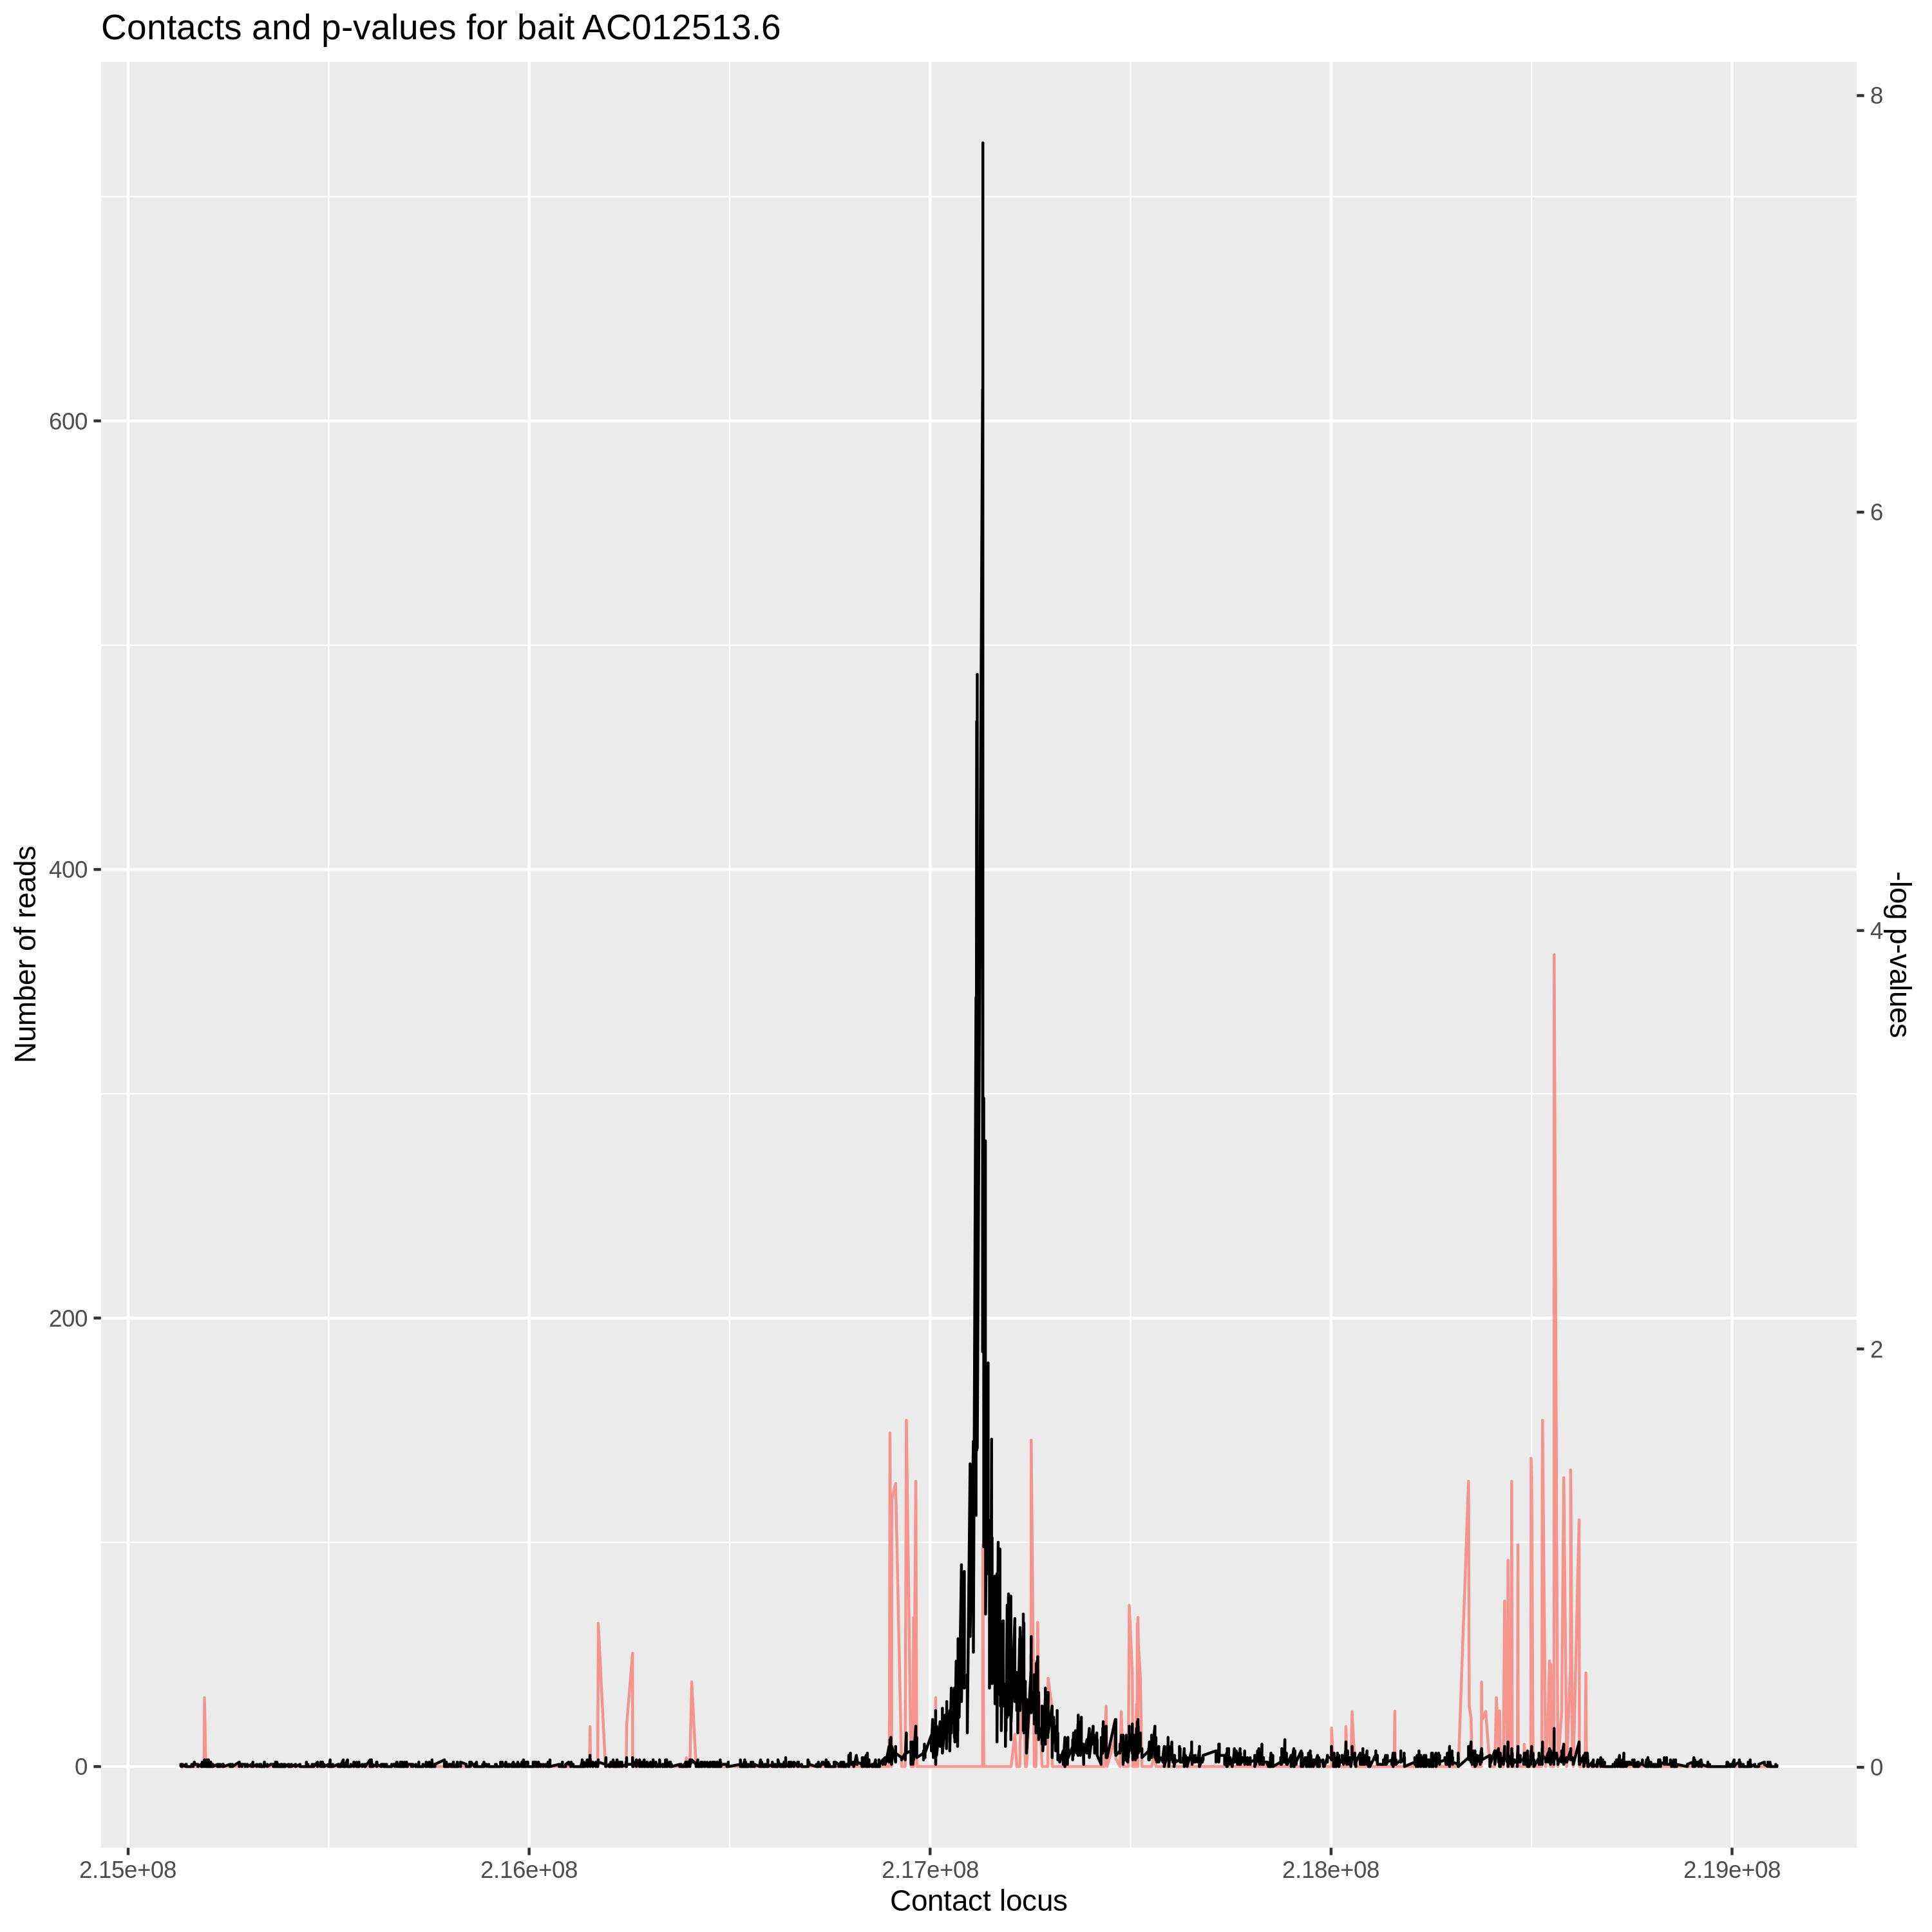 Contacts and p-values for bait AC012513.6
8
600
6
400
4
Number of reads
-log p-values
200
2
0
0
2.15e+08 2.16e+08 2.17e+08 2.18e+08 2.19e+08
Contact locus